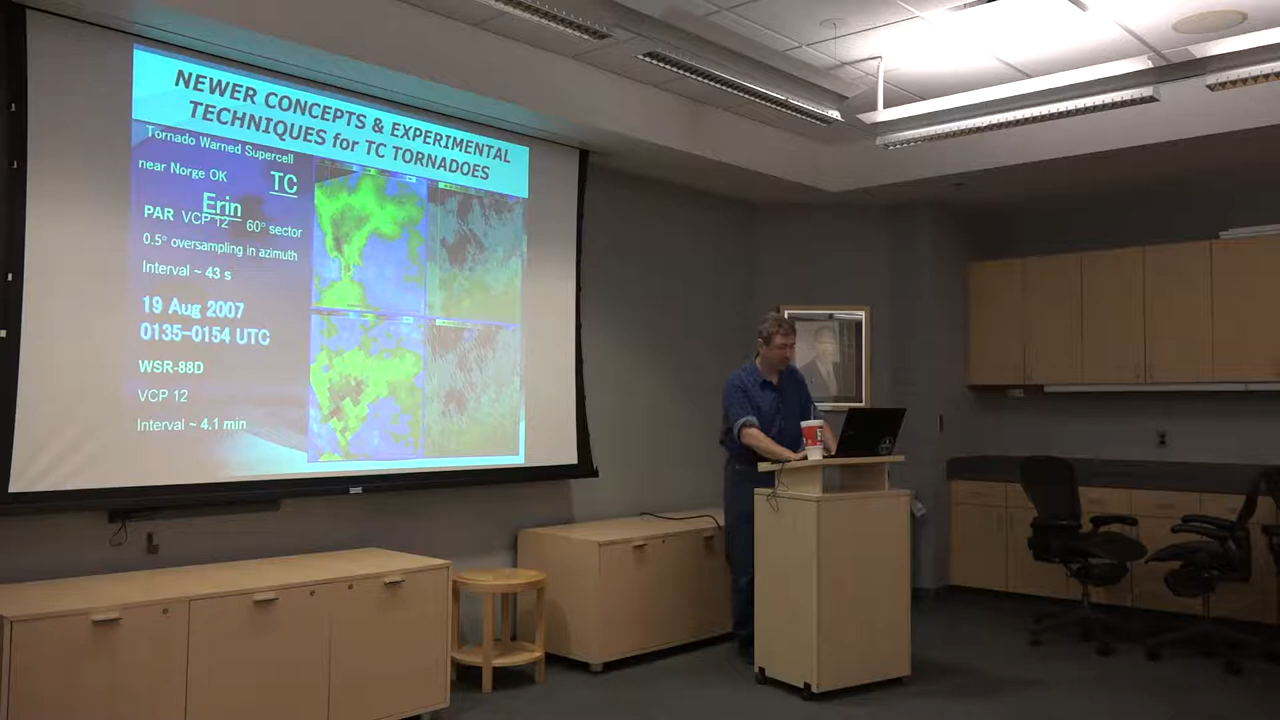 NEWER CONCEPTS & EXPERIMENTAL
TECHNIQUES for TC TORNADOES
Tornado Warned Supercell
near Norge OK
TC
Erin
PAR VCP 12 60° sector
0.5° oversampling in azimuth
Interval ~ 43 s
19 Aug 2007
0135-0154 UTC
WSR-88D
VCP 12
Interval ~ 4.1 min